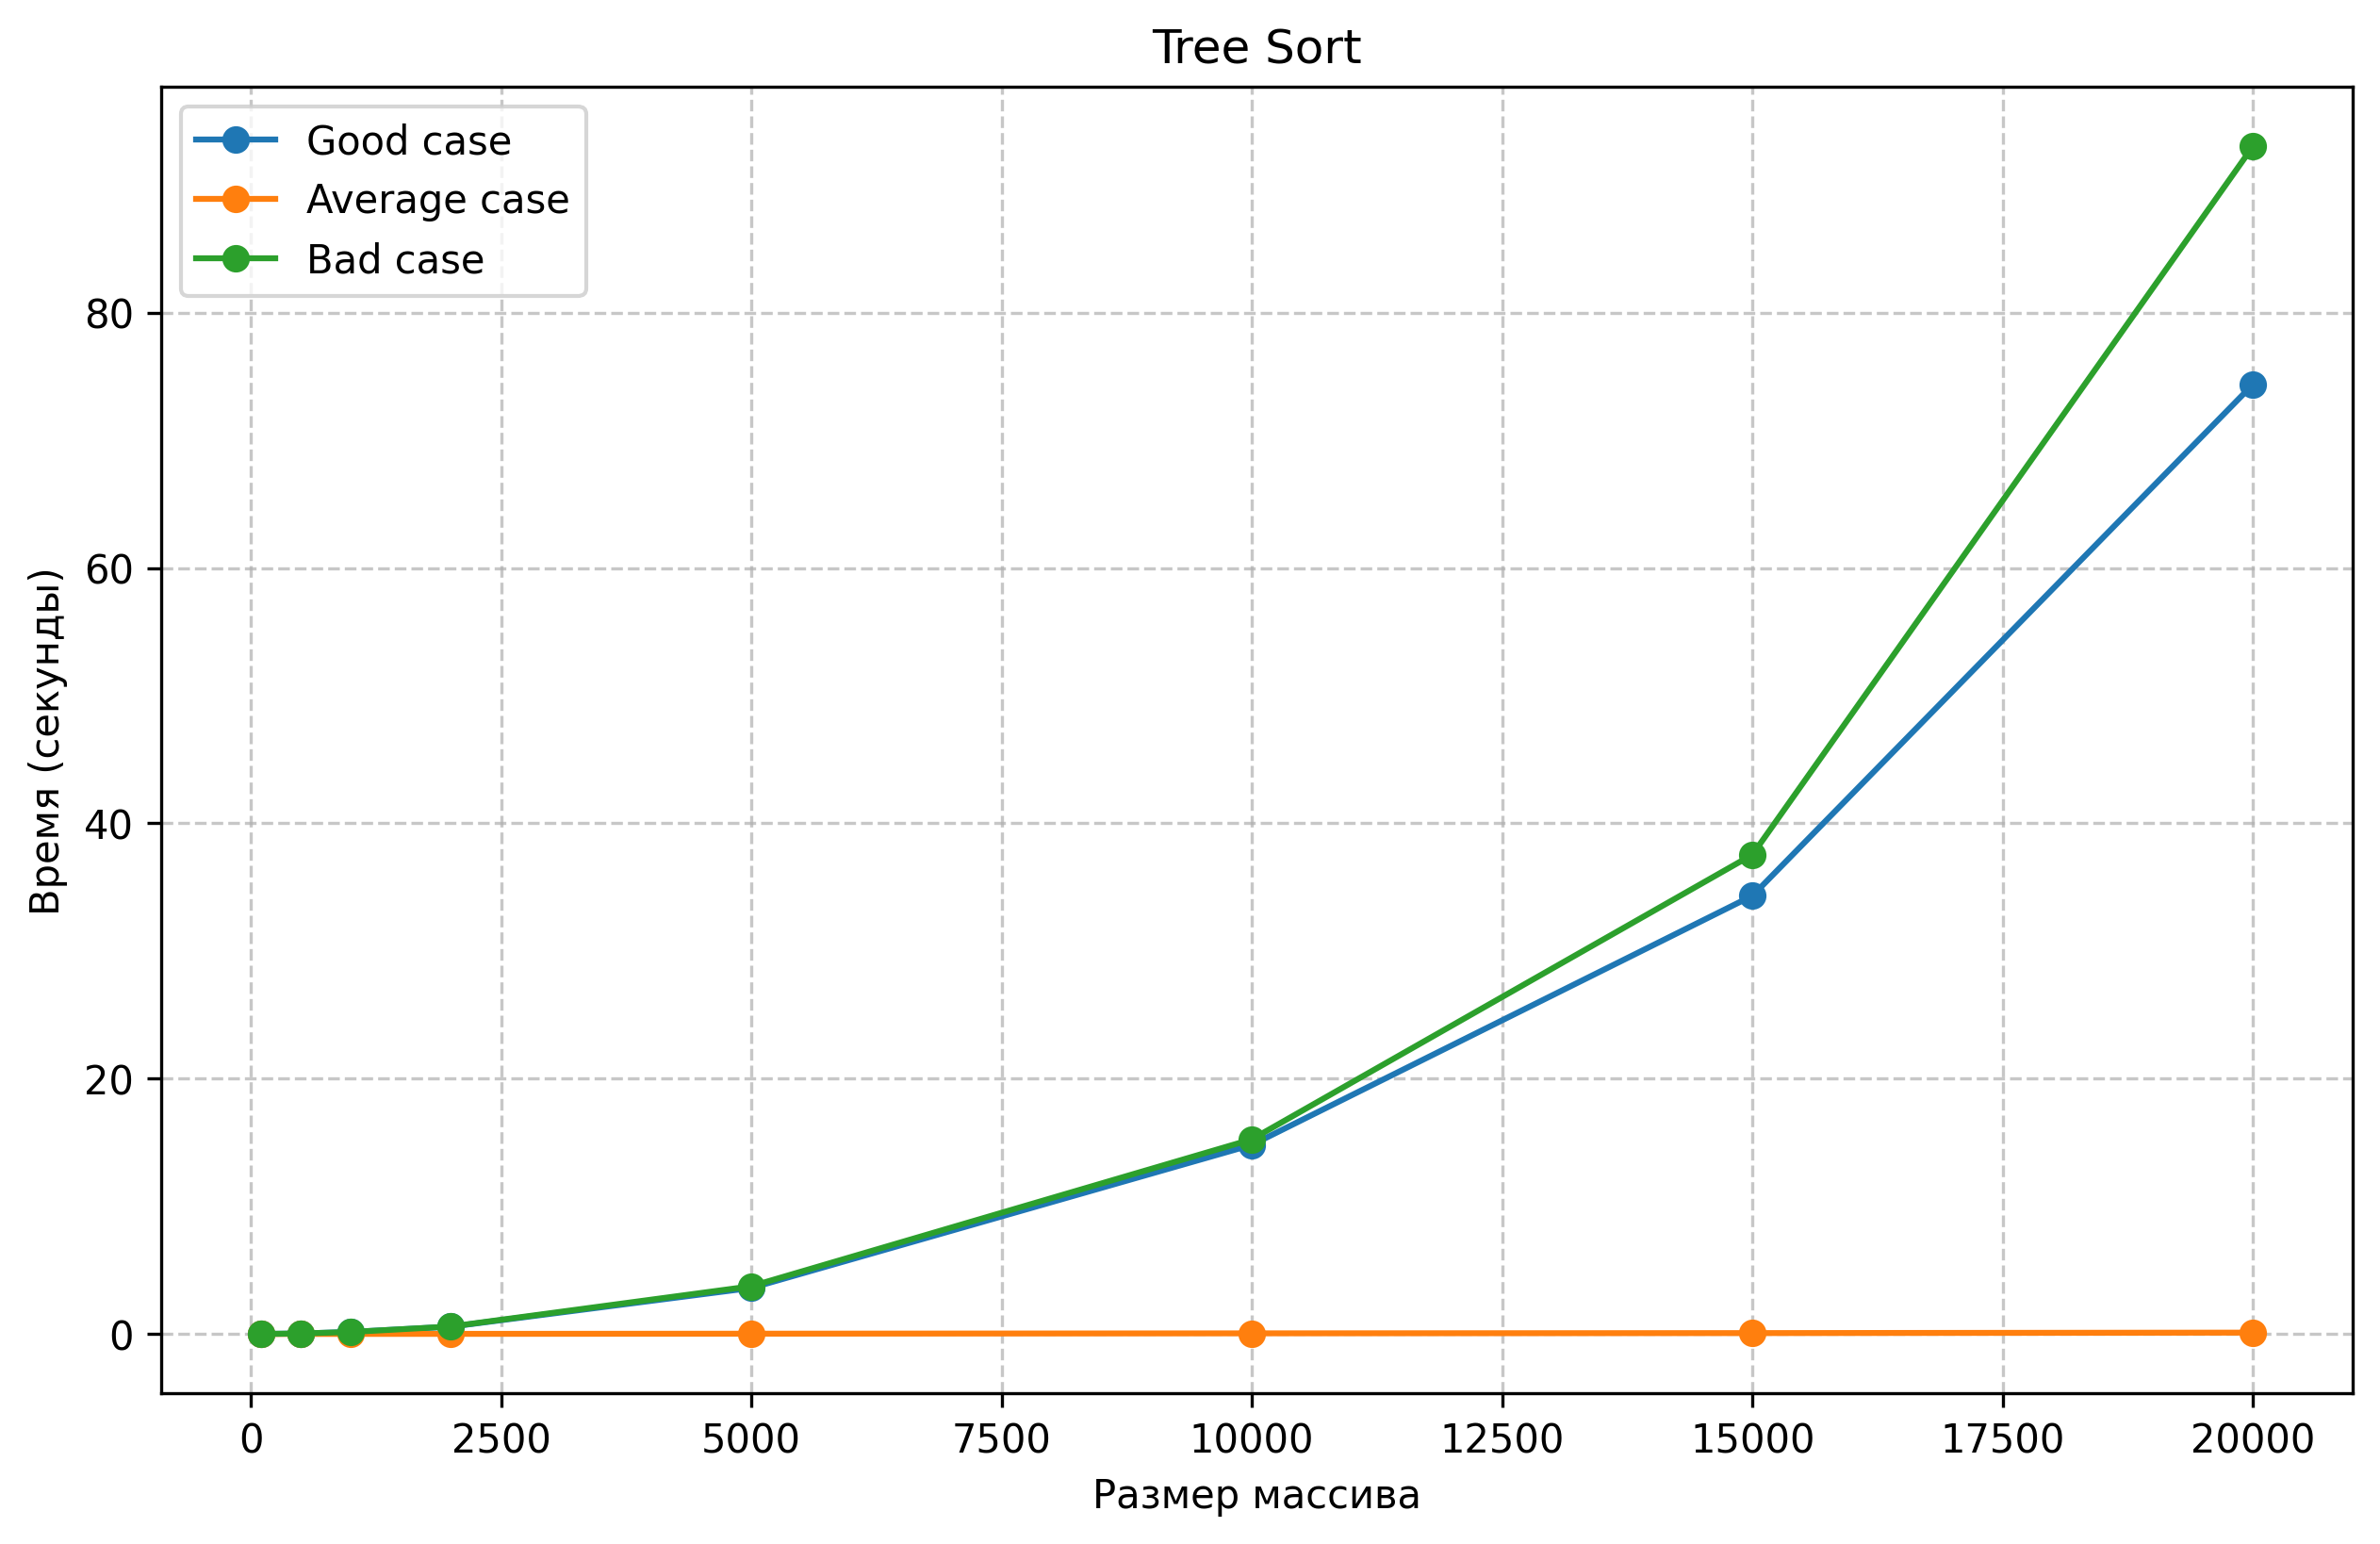 Tree Sort
Good case
Average case
Bad case
80
60
40
20
0
Время (секунды)
0 2500 5000 7500 10000 12500 15000 17500 20000
Размер массива